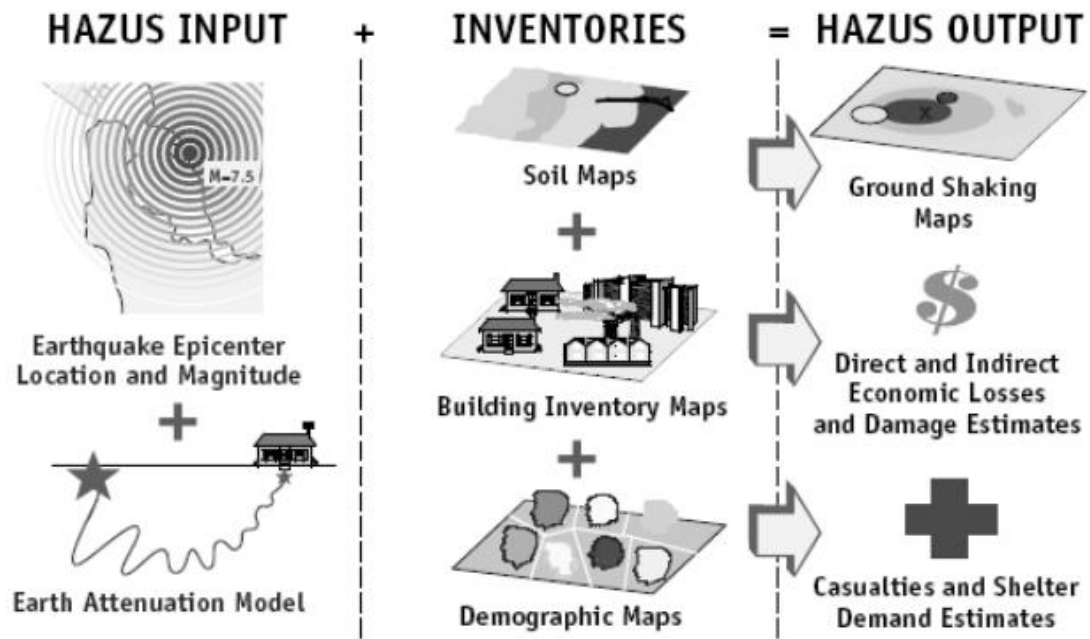 HAZUS INPUT + INVENTORIES = HAZUS OUTPUT
M=7.5
Earthquake Epicenter
Location and Magnitude
+
Earth Attenuation Model
Soil Maps
+
Building Inventory Maps
+
Demographic Maps
Ground Shaking
Maps
$
Direct and Indirect
Economic Losses
and Damage Estimates
Casualties and Shelter
Demand Estimates